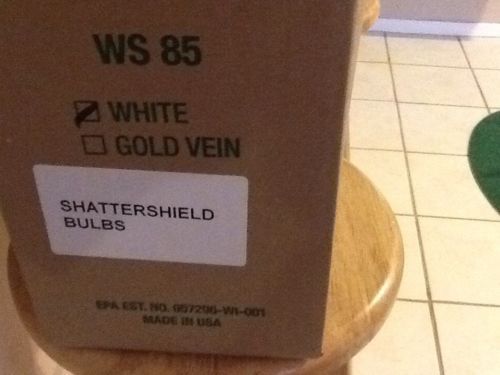 WS 85
WHITE
GOLD VEIN
SHATTERSHIELD
BULBS
EPA EST. NO. 057296-WI-001
MADE IN USA